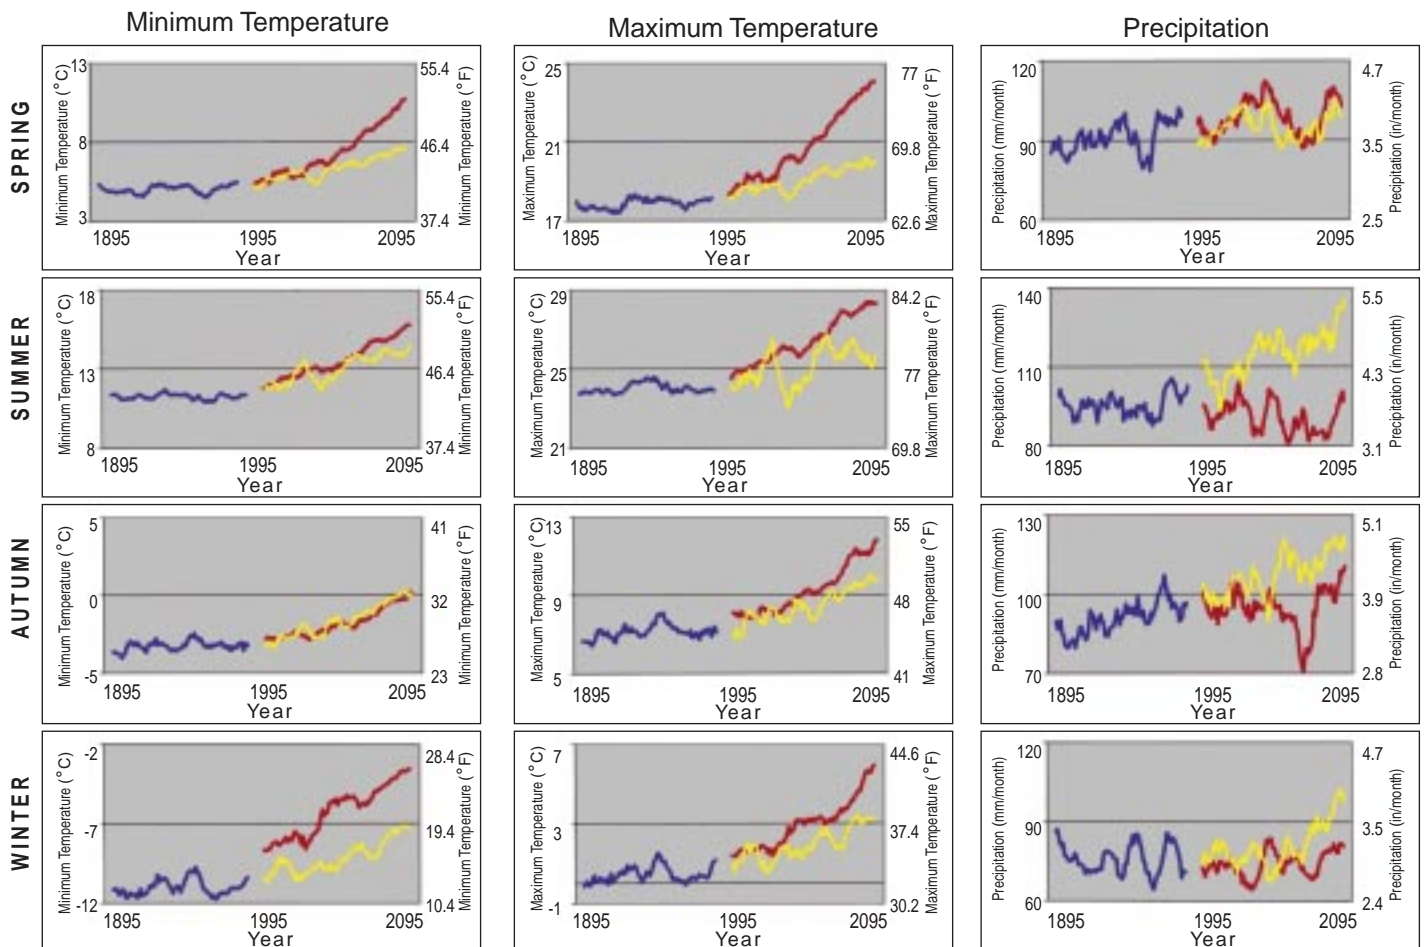 Minimum Temperature
Maximum Temperature
Precipitation
SPRING
Minimum Temperature (°C)
13
8
3
55.4
46.4
37.4
Minimum Temperature (°F)
1895 1995 2095
Year
Maximum Temperature (°C)
25
21
17
77
69.8
62.6
Maximum Temperature (°F)
1895 1995 2095
Year
Precipitation (mm/month)
120
90
60
4.7
3.5
2.5
Precipitation (in/month)
1895 1995 2095
Year
SUMMER
Minimum Temperature (°C)
18
13
8
55.4
46.4
37.4
Minimum Temperature (°F)
1895 1995 2095
Year
Maximum Temperature (°C)
29
25
21
84.2
77
69.8
Maximum Temperature (°F)
1895 1995 2095
Year
Precipitation (mm/month)
140
110
80
5.5
4.3
3.1
Precipitation (in/month)
1895 1995 2095
Year
AUTUMN
Minimum Temperature (°C)
5
0
-5
41
32
23
Minimum Temperature (°F)
1895 1995 2095
Year
Maximum Temperature (°C)
13
9
5
55
48
41
Maximum Temperature (°F)
1895 1995 2095
Year
Precipitation (mm/month)
130
100
70
5.1
3.9
2.8
Precipitation (in/month)
1895 1995 2095
Year
WINTER
Minimum Temperature (°C)
-2
-7
-12
28.4
19.4
10.4
Minimum Temperature (°F)
1895 1995 2095
Year
Maximum Temperature (°C)
7
3
-1
44.6
37.4
30.2
Maximum Temperature (°F)
1895 1995 2095
Year
Precipitation (mm/month)
120
90
60
4.7
3.5
2.4
Precipitation (in/month)
1895 1995 2095
Year